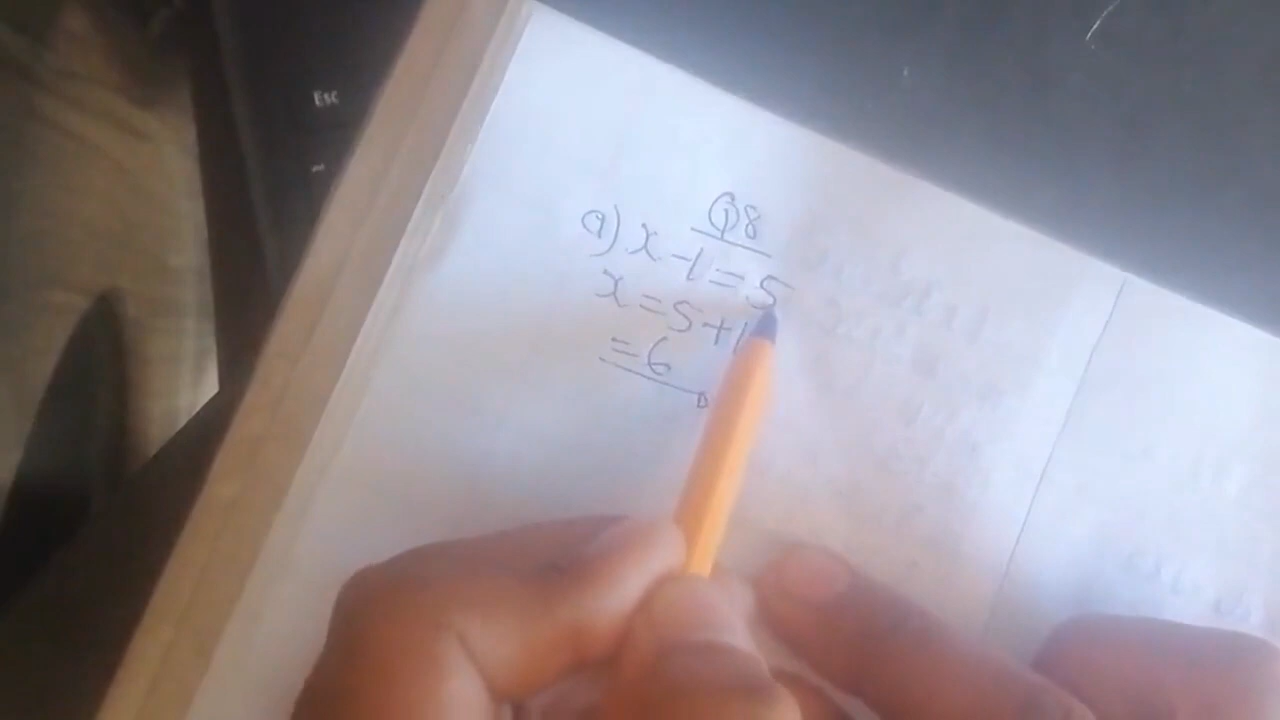 Esc
~
Q8
a) x - 1 = 5
x = 5 + 1
= 6